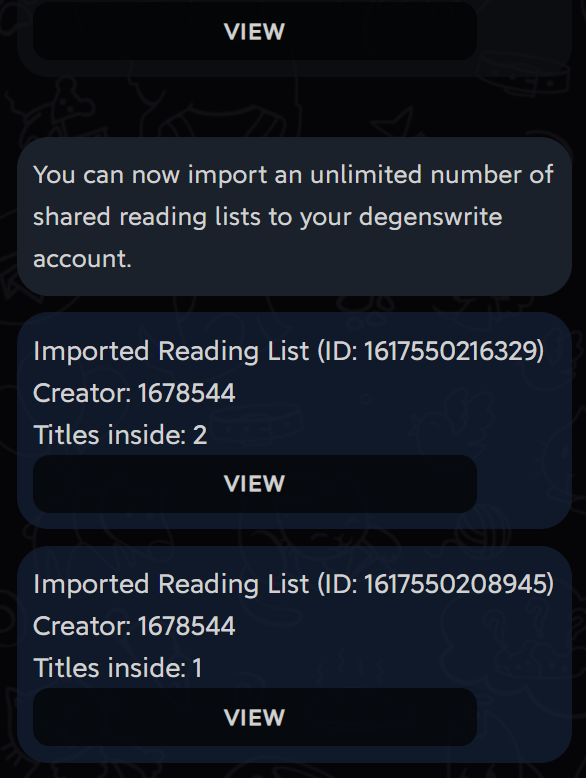 VIEW
You can now import an unlimited number of
shared reading lists to your degenswrite
account.
Imported Reading List (ID: 1617550216329)
Creator: 1678544
Titles inside: 2
VIEW
Imported Reading List (ID: 1617550208945)
Creator: 1678544
Titles inside: 1
VIEW